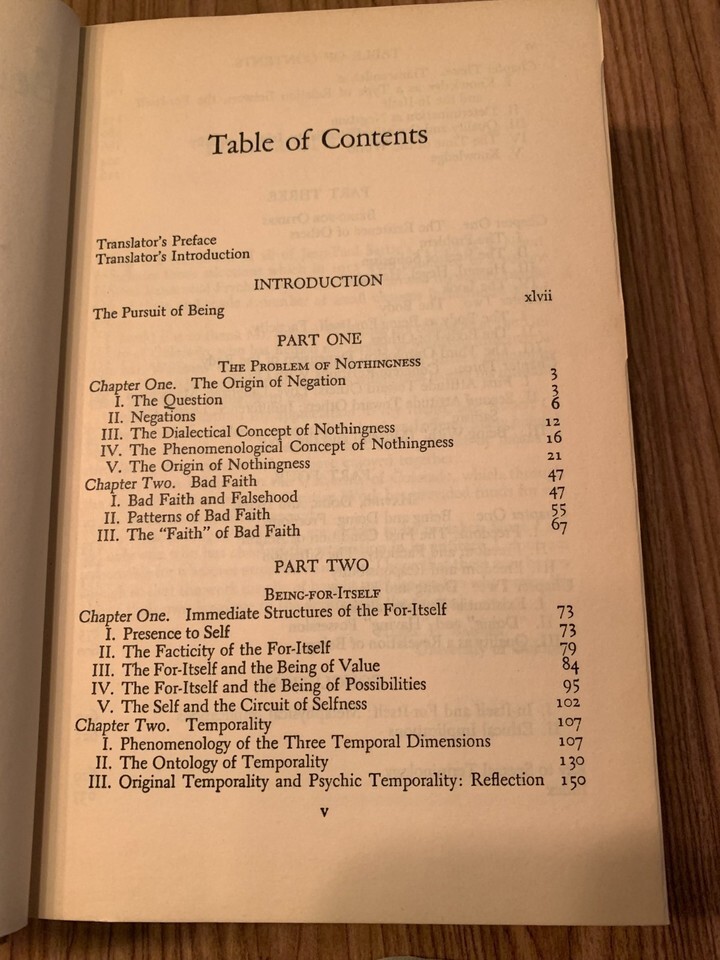 Table of Contents
Translator's Preface
Translator's Introduction
INTRODUCTION
The Pursuit of Being xlvii
PART ONE
THE PROBLEM OF NOTHINGNESS
Chapter One. The Origin of Negation 3
I. The Question 3
II. Negations 6
III. The Dialectical Concept of Nothingness 12
IV. The Phenomenological Concept of Nothingness 16
V. The Origin of Nothingness 21
Chapter Two. Bad Faith 47
I. Bad Faith and Falsehood 47
II. Patterns of Bad Faith 55
III. The "Faith" of Bad Faith 67
PART TWO
BEING-FOR-ITSELF
Chapter One. Immediate Structures of the For-Itself 73
I. Presence to Self 73
II. The Facticity of the For-Itself 79
III. The For-Itself and the Being of Value 84
IV. The For-Itself and the Being of Possibilities 95
V. The Self and the Circuit of Selfness 102
Chapter Two. Temporality 107
I. Phenomenology of the Three Temporal Dimensions 107
II. The Ontology of Temporality 130
III. Original Temporality and Psychic Temporality: Reflection 150
v